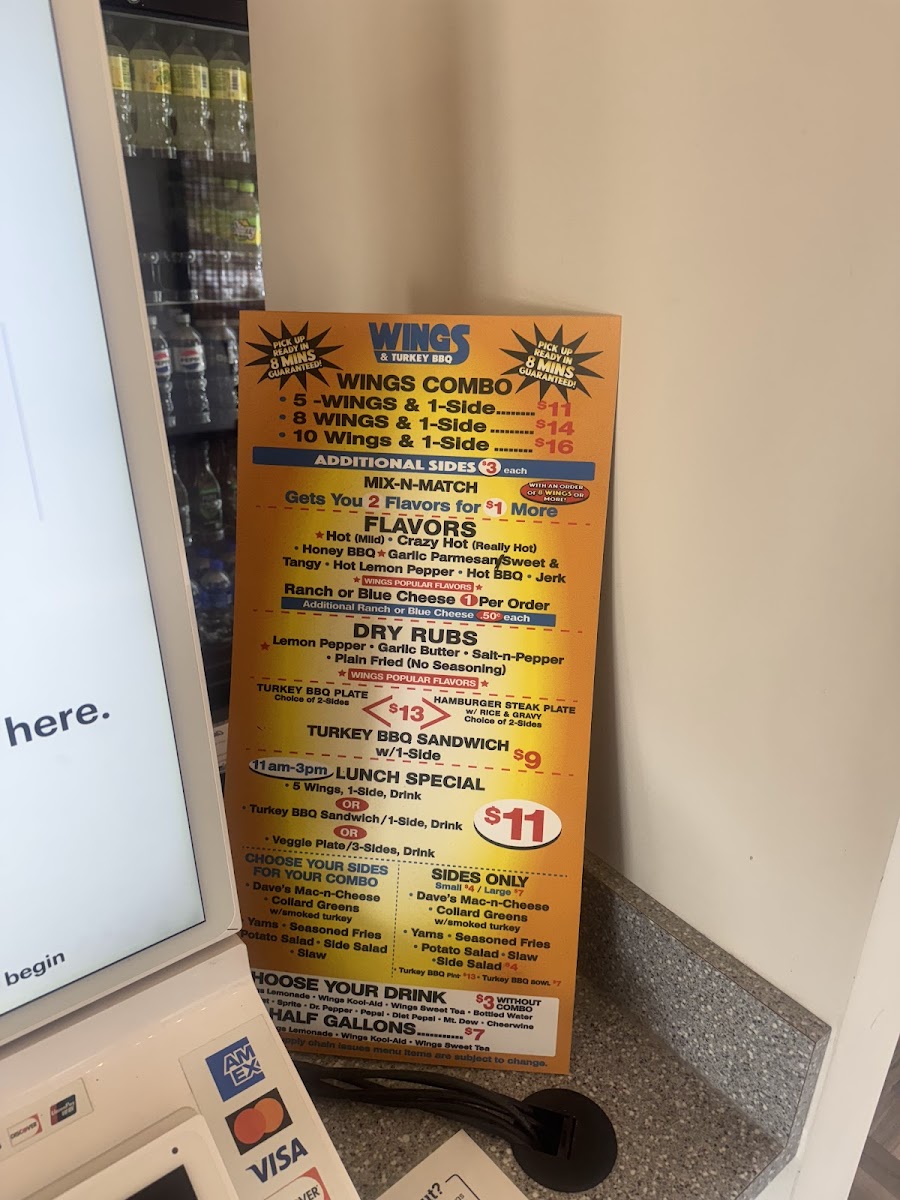 here.
begin
PICK UP
READY IN
8 MINS
GUARANTEED!
WINGS
& TURKEY BBQ
PICK UP
READY IN
8 MINS
GUARANTEED!
WINGS COMBO
• 5 -WINGS & 1-Side........ $11
• 8 WINGS & 1-Side ......... $14
• 10 Wings & 1-Side ........ $16
ADDITIONAL SIDES $3 each
MIX-N-MATCH
WITH AN ORDER
OF 8 WINGS OR
MORE!
Gets You 2 Flavors for $1 More
FLAVORS
★ Hot (Mild) • Crazy Hot (Really Hot)
• Honey BBQ ★ Garlic Parmesan/Sweet &
Tangy • Hot Lemon Pepper • Hot BBQ • Jerk
★ WINGS POPULAR FLAVORS ★
Ranch or Blue Cheese 1 Per Order
Additional Ranch or Blue Cheese .50¢ each
DRY RUBS
★ Lemon Pepper • Garlic Butter • Salt-n-Pepper
• Plain Fried (No Seasoning)
★ WINGS POPULAR FLAVORS ★
TURKEY BBQ PLATE
Choice of 2-Sides
$13
HAMBURGER STEAK PLATE
w/ RICE & GRAVY
Choice of 2-Sides
TURKEY BBQ SANDWICH
w/1-Side
$9
11am-3pm LUNCH SPECIAL
• 5 Wings, 1-Side, Drink
OR
• Turkey BBQ Sandwich/1-Side, Drink
OR
• Veggie Plate/3-Sides, Drink
$11
CHOOSE YOUR SIDES
FOR YOUR COMBO
• Dave's Mac-n-Cheese
• Collard Greens
w/smoked turkey
Yams • Seasoned Fries
Potato Salad • Side Salad
• Slaw
SIDES ONLY
Small $4 / Large $7
• Dave's Mac-n-Cheese
• Collard Greens
w/smoked turkey
• Yams • Seasoned Fries
• Potato Salad • Slaw
•Side Salad $4
Turkey BBQ Pint $13 • Turkey BBQ Bowl $7
HOOSE YOUR DRINK
$3 WITHOUT
COMBO
Lemonade • Wings Kool-Aid • Wings Sweet Tea • Bottled Water
• Sprite • Dr. Pepper • Pepsi • Diet Pepsi • Mt. Dew • Cheerwine
HALF GALLONS........... $7
Lemonade • Wings Kool-Aid • Wings Sweet Tea
supply chain issues menu items are subject to change.
AM
EX
DISCOVER
VISA